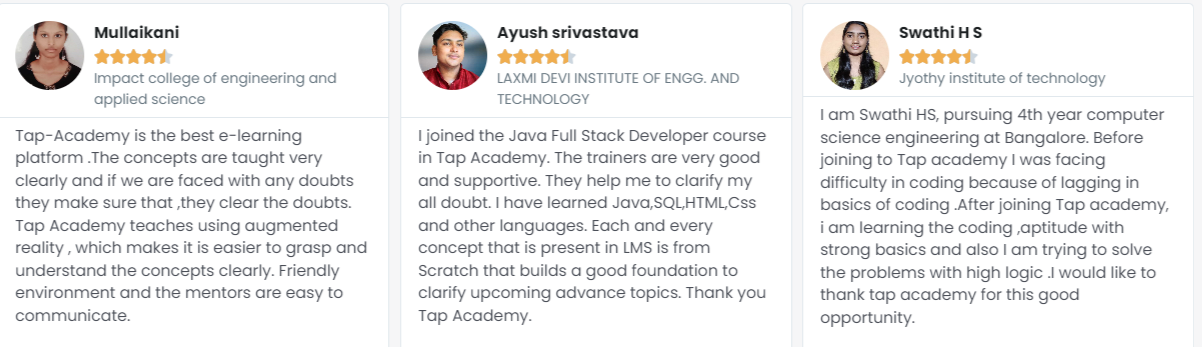 Mullaikani
Impact college of engineering and
applied science
Tap-Academy is the best e-learning
platform .The concepts are taught very
clearly and if we are faced with any doubts
they make sure that ,they clear the doubts.
Tap Academy teaches using augmented
reality , which makes it is easier to grasp and
understand the concepts clearly. Friendly
environment and the mentors are easy to
communicate.
Ayush srivastava
LAXMI DEVI INSTITUTE OF ENGG. AND
TECHNOLOGY
I joined the Java Full Stack Developer course
in Tap Academy. The trainers are very good
and supportive. They help me to clarify my
all doubt. I have learned Java,SQL,HTML,Css
and other languages. Each and every
concept that is present in LMS is from
Scratch that builds a good foundation to
clarify upcoming advance topics. Thank you
Tap Academy.
Swathi H S
Jyothy institute of technology
I am Swathi HS, pursuing 4th year computer
science engineering at Bangalore. Before
joining to Tap academy I was facing
difficulty in coding because of lagging in
basics of coding .After joining Tap academy,
i am learning the coding ,aptitude with
strong basics and also I am trying to solve
the problems with high logic .I would like to
thank tap academy for this good
opportunity.